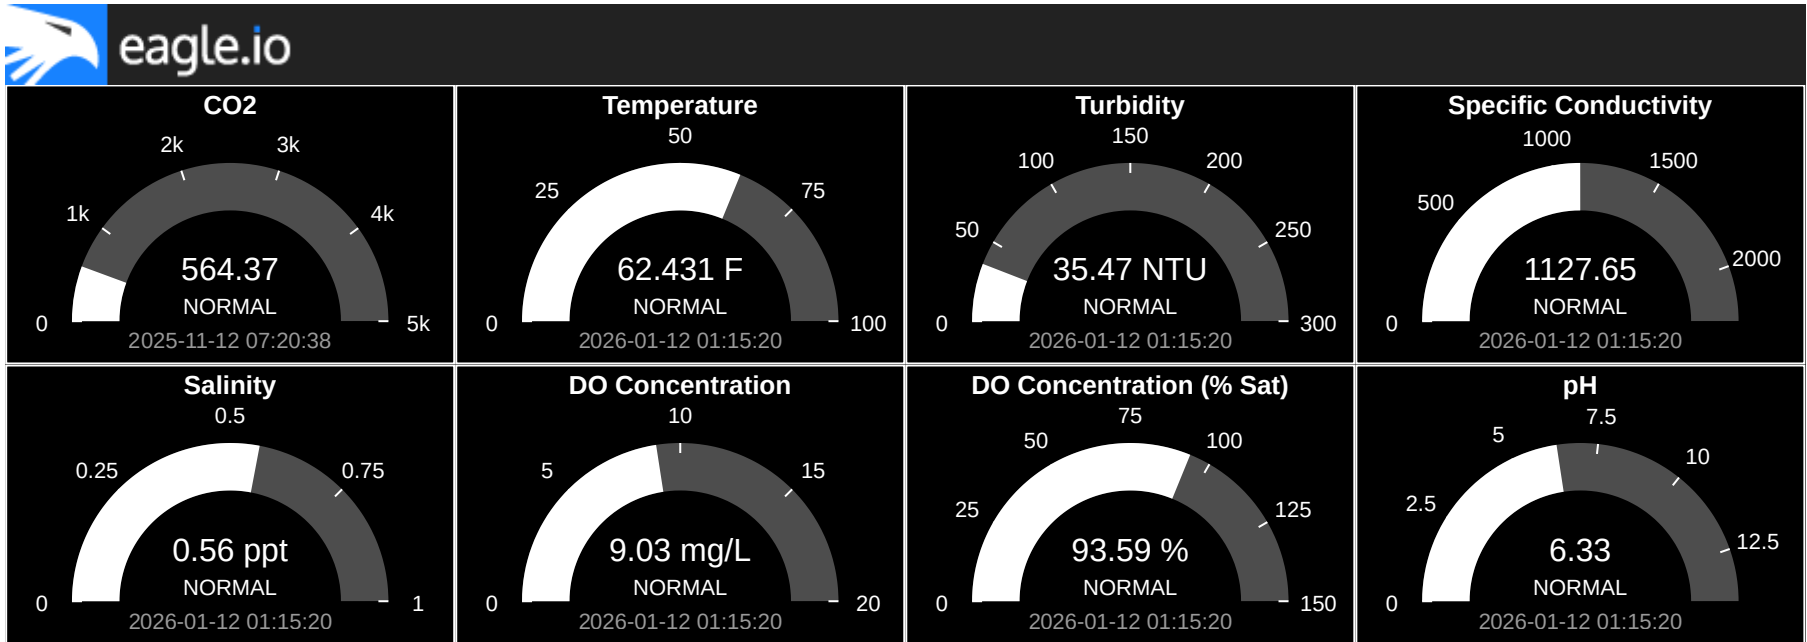 eagle.io
CO2
0
1k
2k
3k
4k
5k
564.37
NORMAL
2025-11-12 07:20:38
Temperature
0
25
50
75
100
62.431 F
NORMAL
2026-01-12 01:15:20
Turbidity
0
50
100
150
200
250
300
35.47 NTU
NORMAL
2026-01-12 01:15:20
Specific Conductivity
0
500
1000
1500
2000
1127.65
NORMAL
2026-01-12 01:15:20
Salinity
0
0.25
0.5
0.75
1
0.56 ppt
NORMAL
2026-01-12 01:15:20
DO Concentration
0
5
10
15
20
9.03 mg/L
NORMAL
2026-01-12 01:15:20
DO Concentration (% Sat)
0
25
50
75
100
125
150
93.59 %
NORMAL
2026-01-12 01:15:20
pH
0
2.5
5
7.5
10
12.5
6.33
NORMAL
2026-01-12 01:15:20